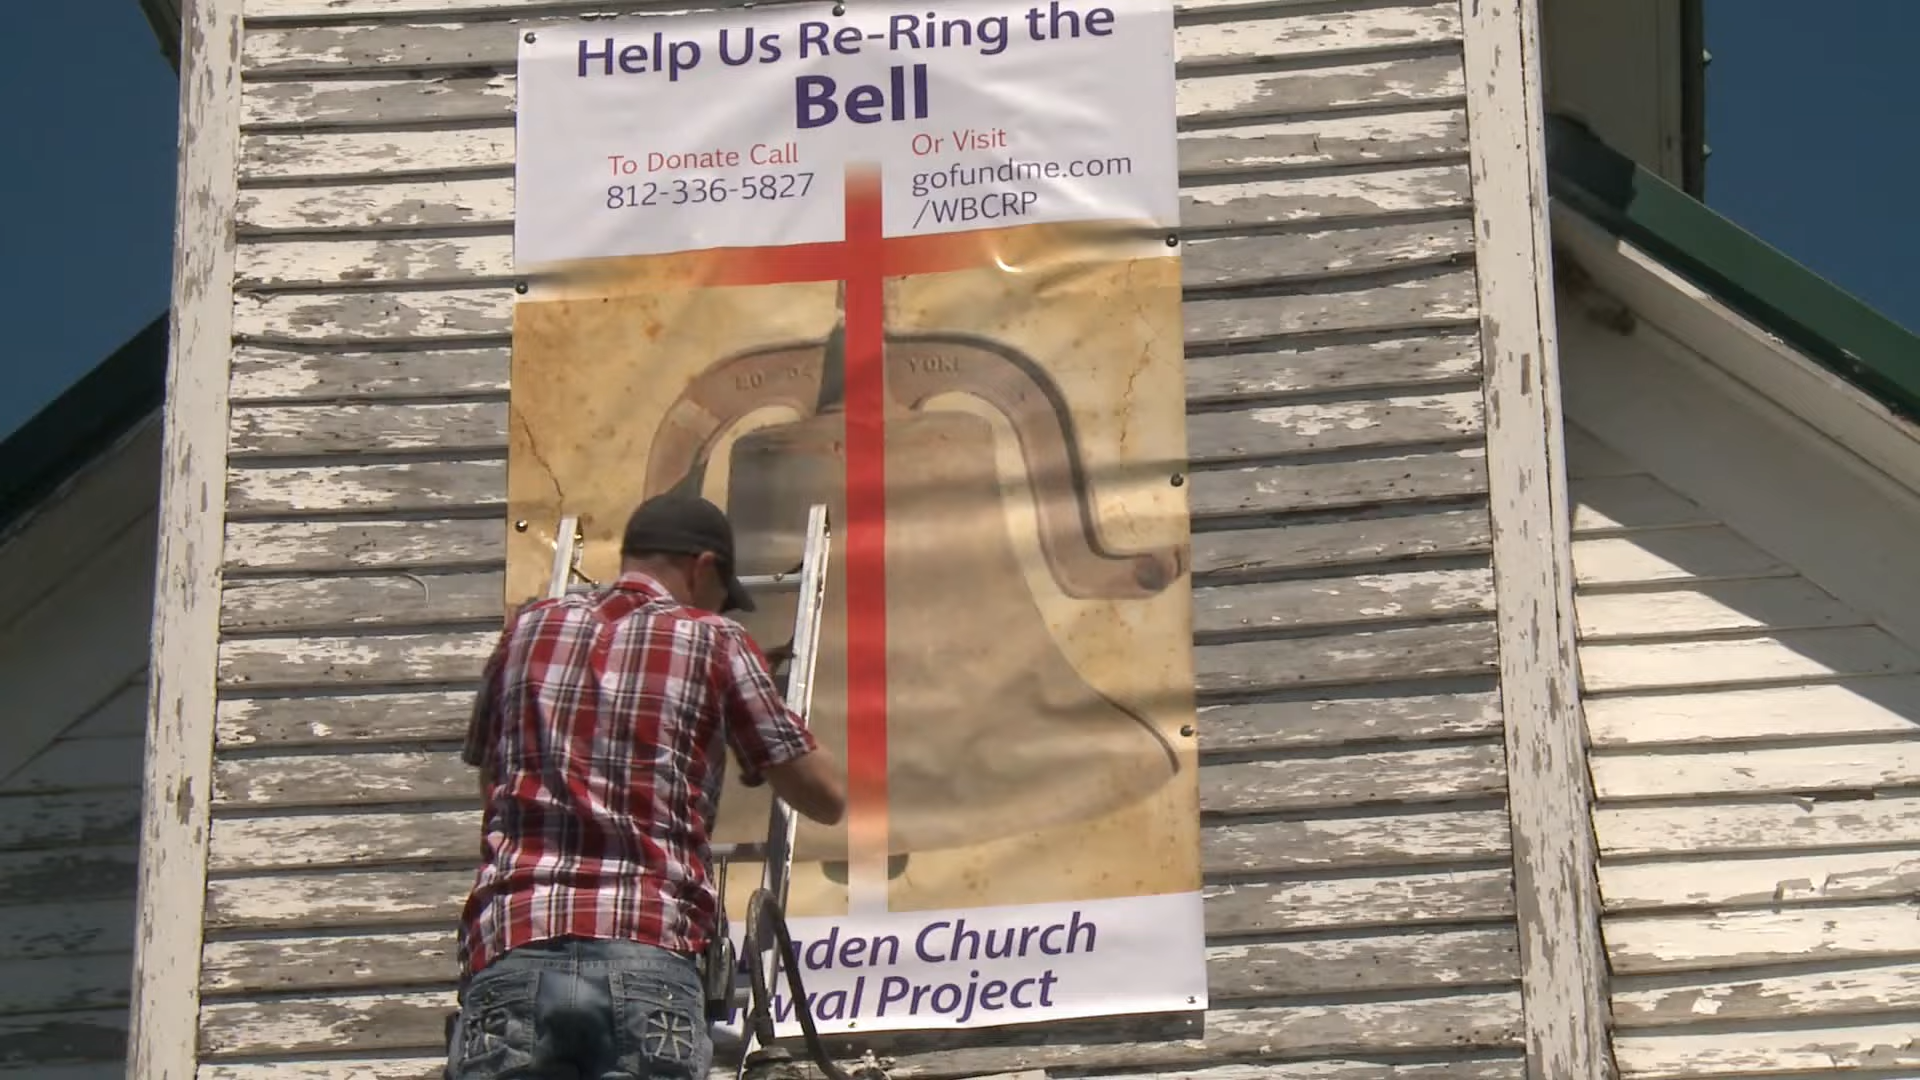 Help Us Re-Ring the
Bell
To Donate Call
812-336-5827
Or Visit
gofundme.com
/WBCRP
YOKE
Church
Project